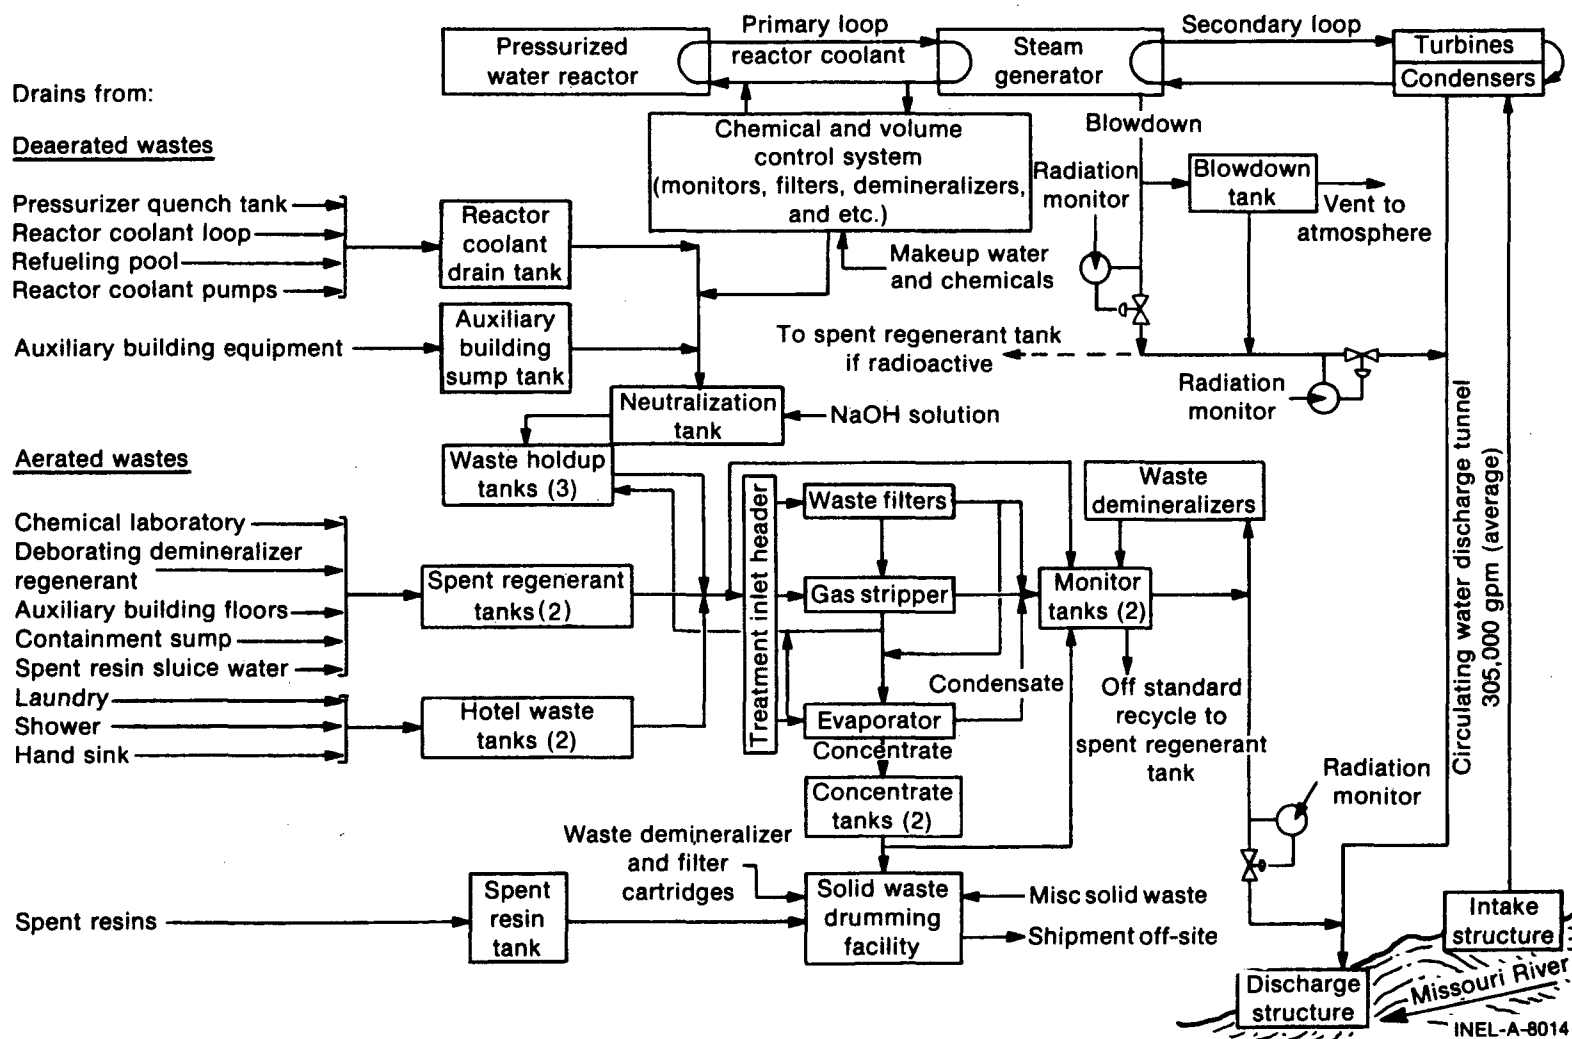 Primary loop
Secondary loop
Pressurized
water reactor
reactor coolant
Steam
generator
Turbines
Condensers
Drains from:
Deaerated wastes
Chemical and volume
control system
(monitors, filters, demineralizers,
and etc.)
Blowdown
Radiation
monitor
Blowdown
tank
Vent to
atmosphere
Pressurizer quench tank
Reactor coolant loop
Refueling pool
Reactor coolant pumps
Reactor
coolant
drain tank
Makeup water
and chemicals
Auxiliary building equipment
Auxiliary
building
sump tank
To spent regenerant tank
if radioactive
Radiation
monitor
Neutralization
tank
NaOH solution
Aerated wastes
Waste holdup
tanks (3)
Treatment inlet header
Waste filters
Waste
demineralizers
Circulating water discharge tunnel
305,000 gpm (average)
Chemical laboratory
Deborating demineralizer
regenerant
Auxiliary building floors
Containment sump
Spent resin sluice water
Spent regenerant
tanks (2)
Gas stripper
Monitor
tanks (2)
Laundry
Shower
Hand sink
Hotel waste
tanks (2)
Condensate
Off standard
recycle to
spent regenerant
tank
Evaporator
Concentrate
Concentrate
tanks (2)
Radiation
monitor
Waste demineralizer
and filter
cartridges
Spent resins
Spent
resin
tank
Solid waste
drumming
facility
Misc solid waste
Shipment off-site
Intake
structure
Discharge
structure
Missouri River
INEL-A-8014